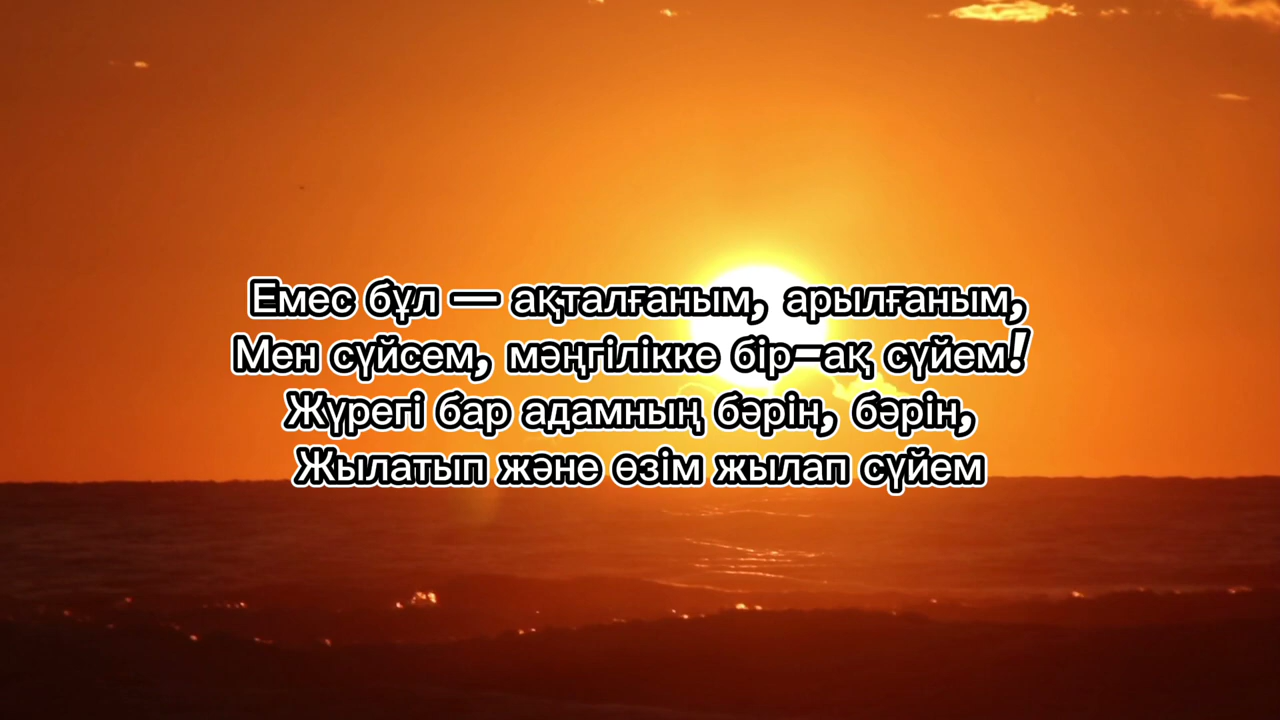 Емес бұл — ақталғаным, арылғаным,
Мен сүйсем, мәңгілікке бір-ақ сүйем!
Жүрегі бар адамның бәрін, бәрін,
Жылатып және өзім жылап сүйем